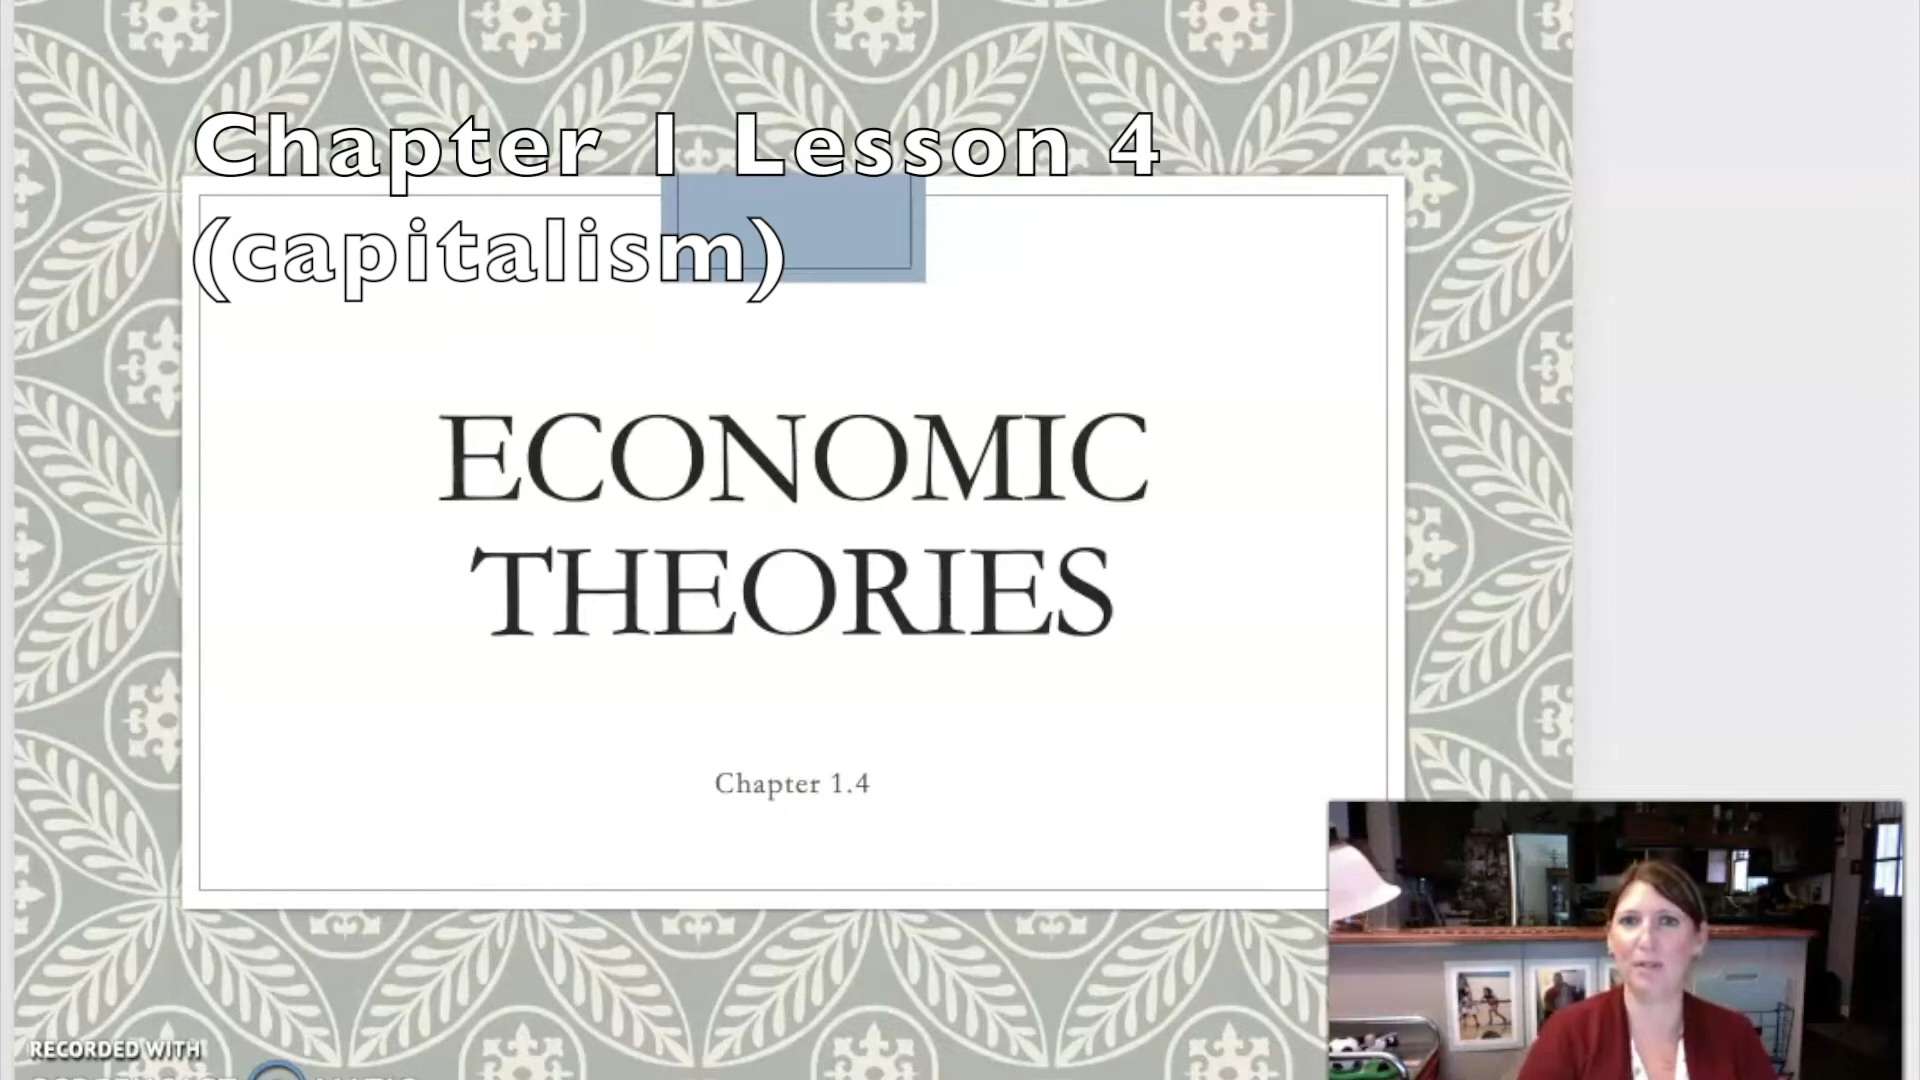 Chapter 1 Lesson 4
(capitalism)
ECONOMIC
THEORIES
Chapter 1.4
RECORDED WITH